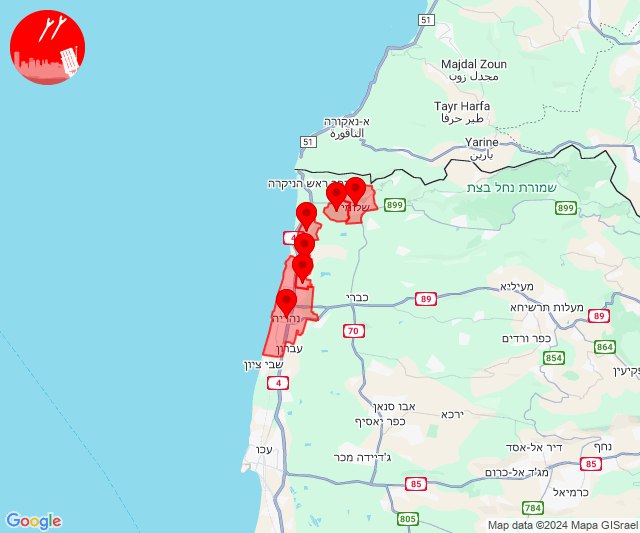 51
Majdal Zoun
مجدل زون
Tayr Harfa
طير حرفا
א-נאקורה
الناقورة
51
Yarine
يارين
ראש הניקרה
שמורת נחל בצת
899
899
שלומי
4
מעיליא
כברי
89
מעלות תרשיחא
89
נהריה
70
כפר ורדים
864
עברון
854
שבי ציון
פקיעין
4
אבו סנאן
ירכא
כפר יאסיף
עכו
דיר אל-אסד
נחף
ג'דיידה מכר
85
מג'ד אל-כרום
85
כרמיאל
784
805
Google
Map data ©2024 Mapa GISrael